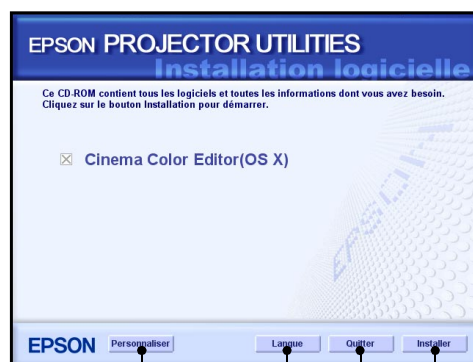 EPSON PROJECTOR UTILITIES
Installation logicielle
Ce CD-ROM contient tous les logiciels et toutes les informations dont vous avez besoin.
Cliquez sur le bouton Installation pour démarrer.
Cinema Color Editor(OS X)
EPSON
EPSON Personnaliser Langue Quitter Installer